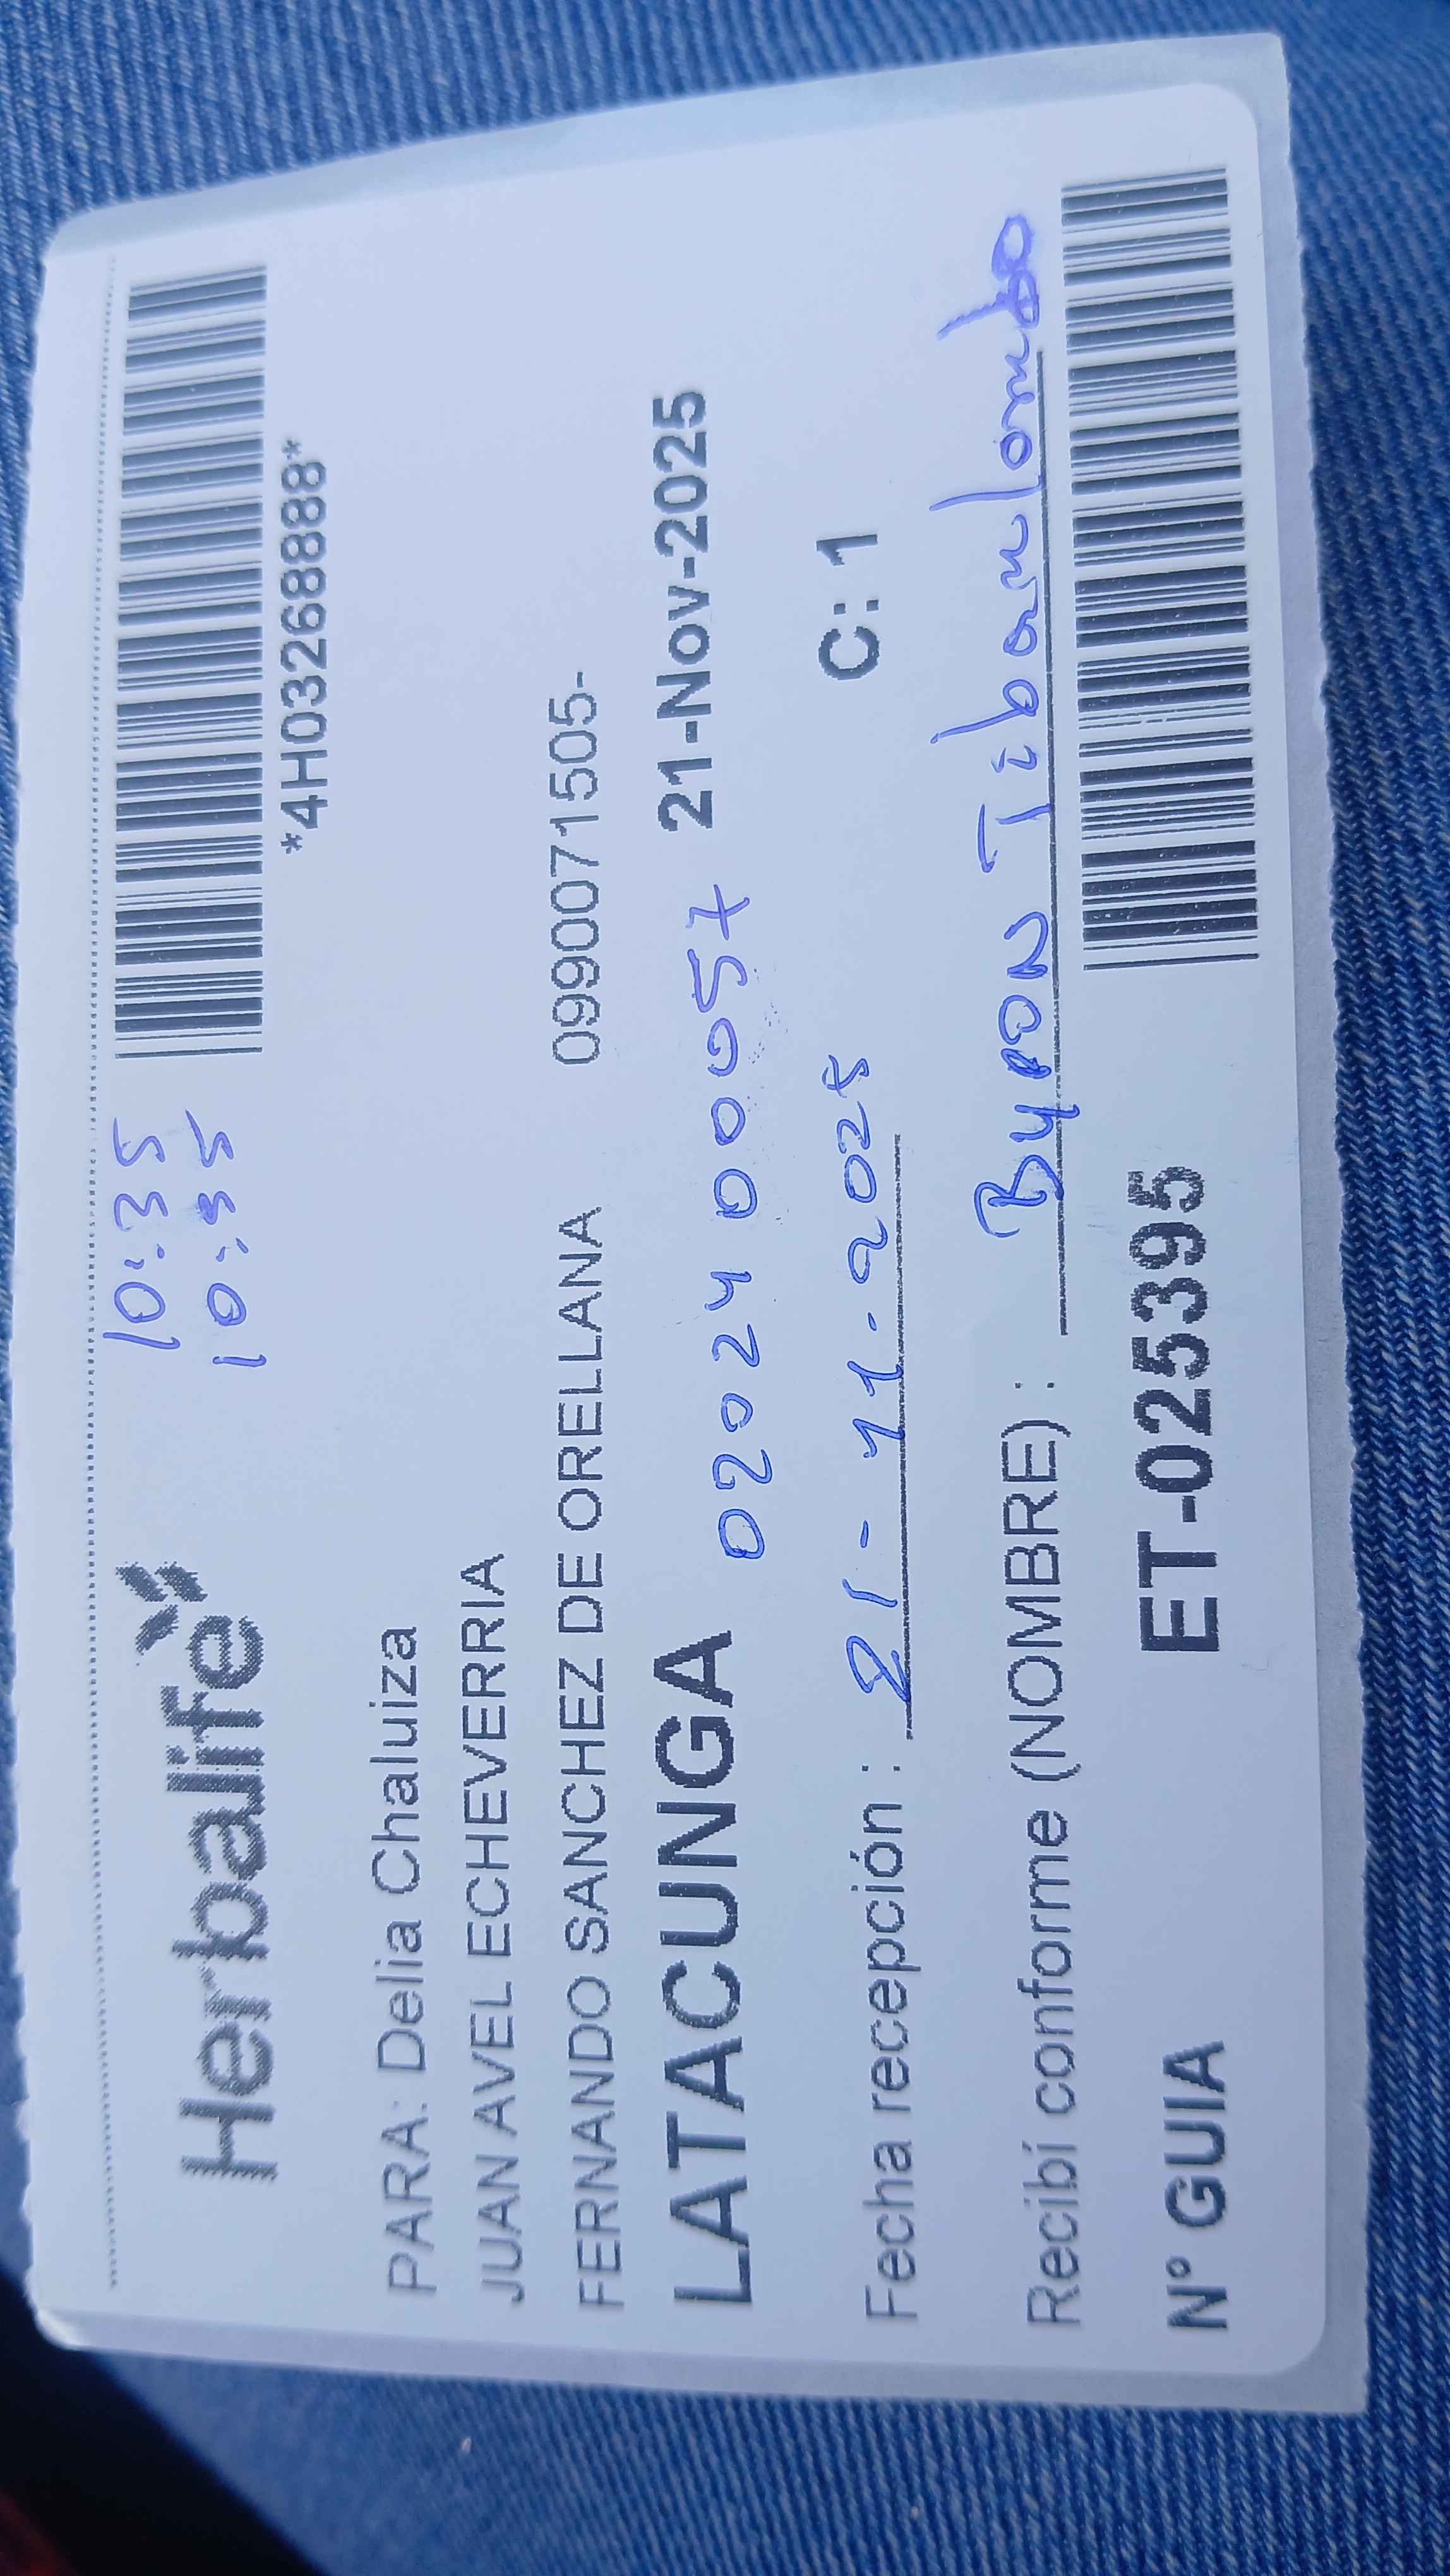 Herbalife
10:35
10:35
*4H03268888*
PARA: Delia Chaluiza
JUAN AVEL ECHEVERRIA
FERNANDO SANCHEZ DE ORELLANA 0990071505-
LATACUNGA 21-Nov-2025
0202400057
Fecha recepción : 21-11-2025 C: 1
Recibí conforme (NOMBRE) : Byron
N° GUIA ET-025395